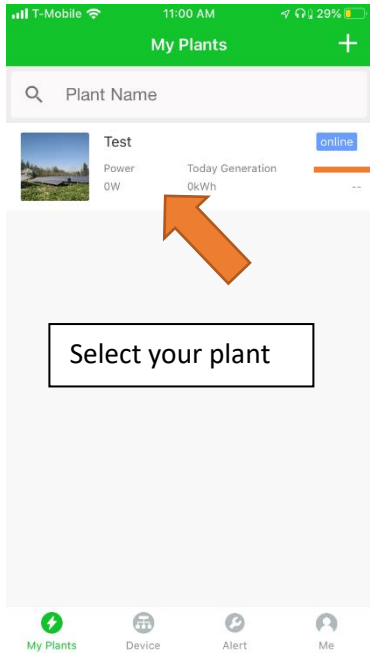 T-Mobile 11:00 AM 29%
My Plants +
Plant Name
Test online
Power Today Generation
0W 0kWh --
Select your plant
My Plants Device Alert Me